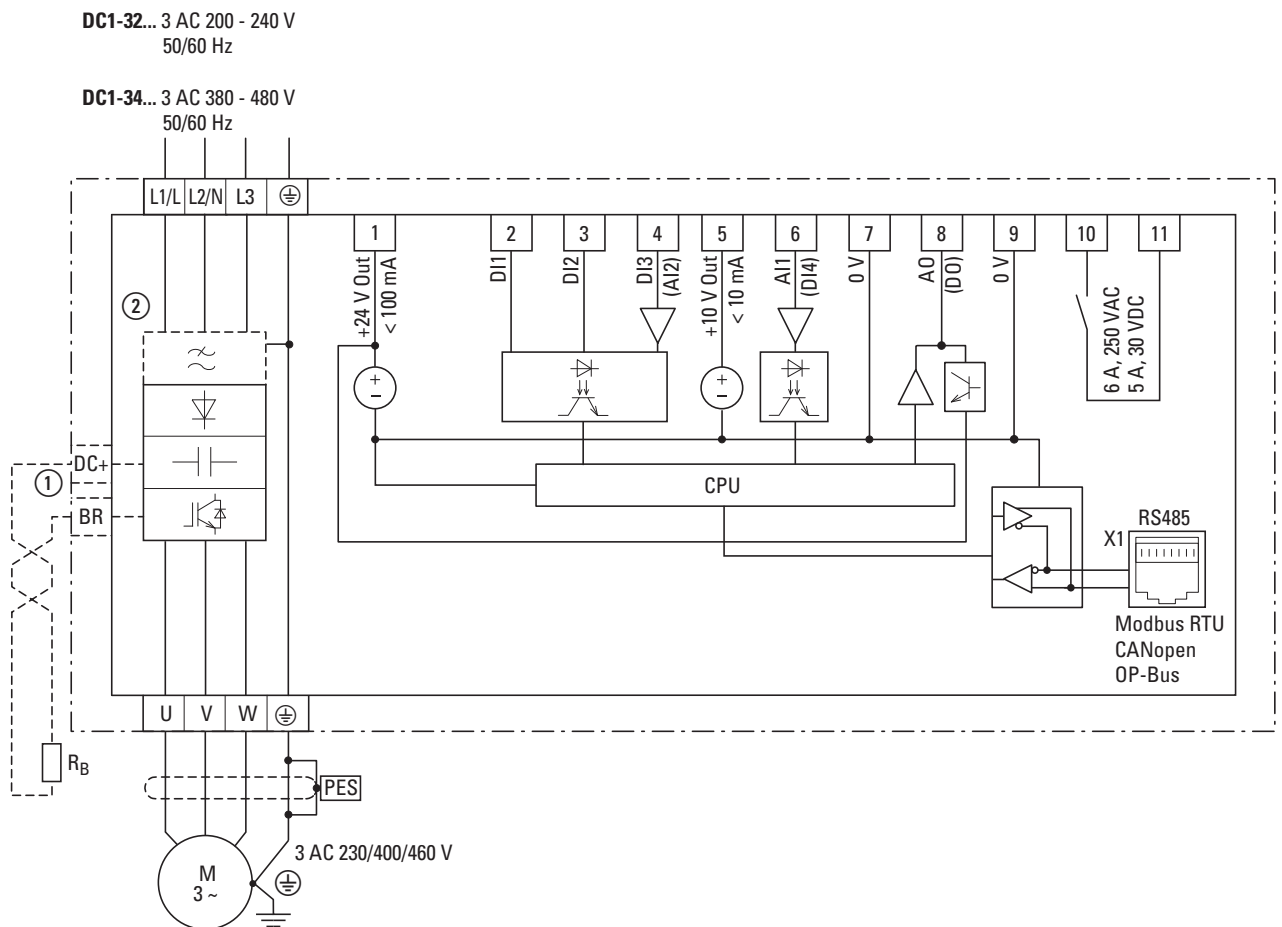 DC1-32... 3 AC 200 - 240 V
50/60 Hz
DC1-34... 3 AC 380 - 480 V
50/60 Hz
L1/L L2/N L3
1 2 3 4 5 6 7 8 9 10 11
+24 V Out
< 100 mA
DI1
DI2
DI3
(AI2)
+10 V Out
< 10 mA
AI1
(DI4)
0 V
AO
(DO)
0 V
6 A, 250 VAC
5 A, 30 VDC
2
+
-
+
-
DC+
1
BR
CPU
RS485
X1
Modbus RTU
CANopen
OP-Bus
U V W
RB
PES
3 AC 230/400/460 V
M
3 ~